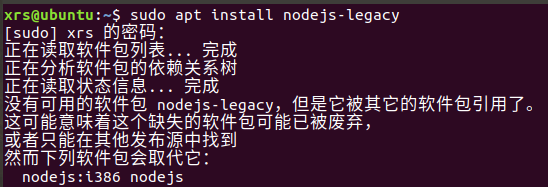 xrs@ubuntu:~$ sudo apt install nodejs-legacy
[sudo] xrs 的密码：
正在读取软件包列表... 完成
正在分析软件包的依赖关系树
正在读取状态信息... 完成
没有可用的软件包 nodejs-legacy，但是它被其它的软件包引用了。
这可能意味着这个缺失的软件包可能已被废弃，
或者只能在其他发布源中找到
然而下列软件包会取代它：
  nodejs:i386 nodejs